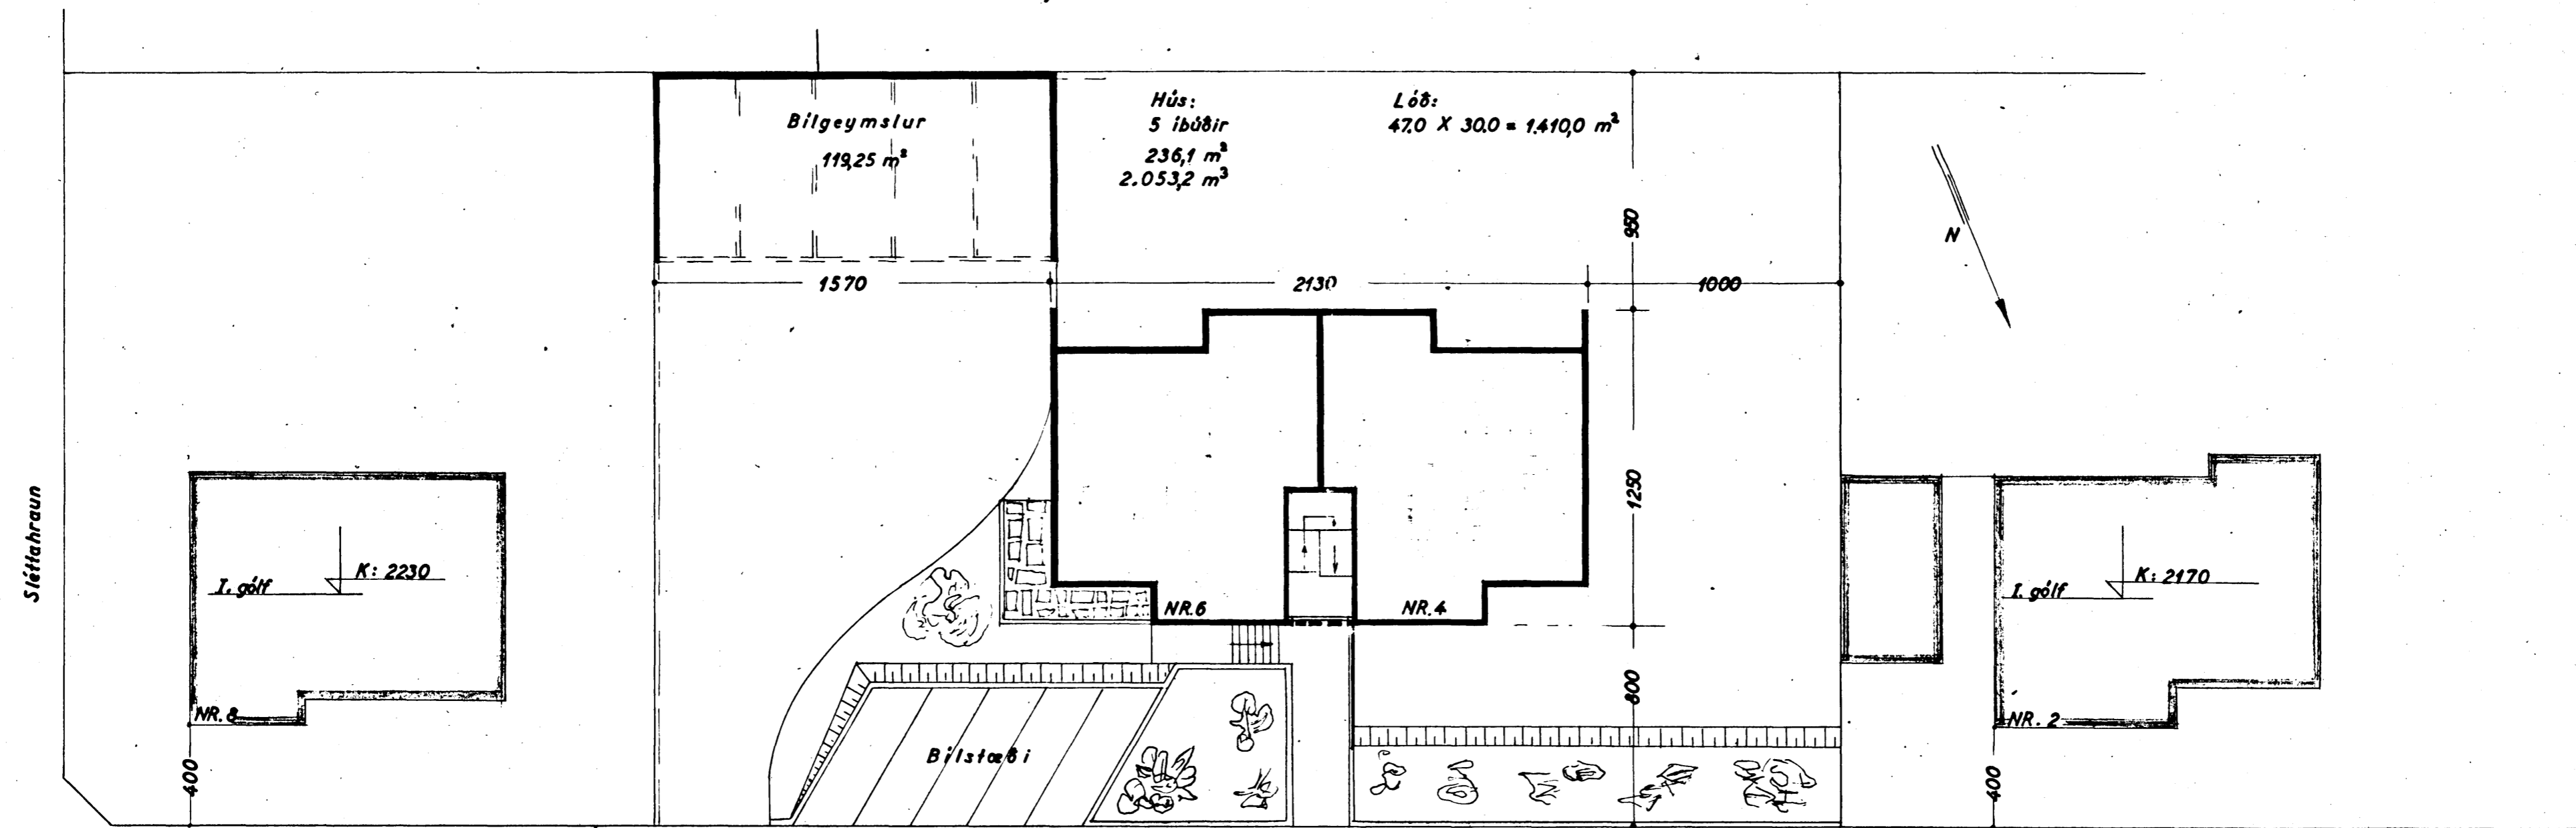 Bílgeymslur
119,25 m²
Hús:
5 íbúðir
236,1 m²
2.053,2 m³
Lóð:
47.0 X 30.0 = 1.410,0 m²
N
950
1570
2130
1000
1250
800
Sléttahraun
I. gólf
K: 2230
NR. 8
400
NR. 6
NR. 4
Bílstæði
I. gólf
K: 2170
NR. 2
400